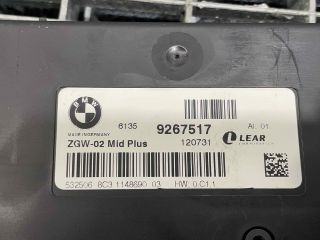 BMW
6135 9267517 AI. 01
MADE IN GERMANY
LEAR
CORPORATION
ZGW-02 Mid Plus 120731
532506 8C3 1148690 03 HW: 0.C1.1